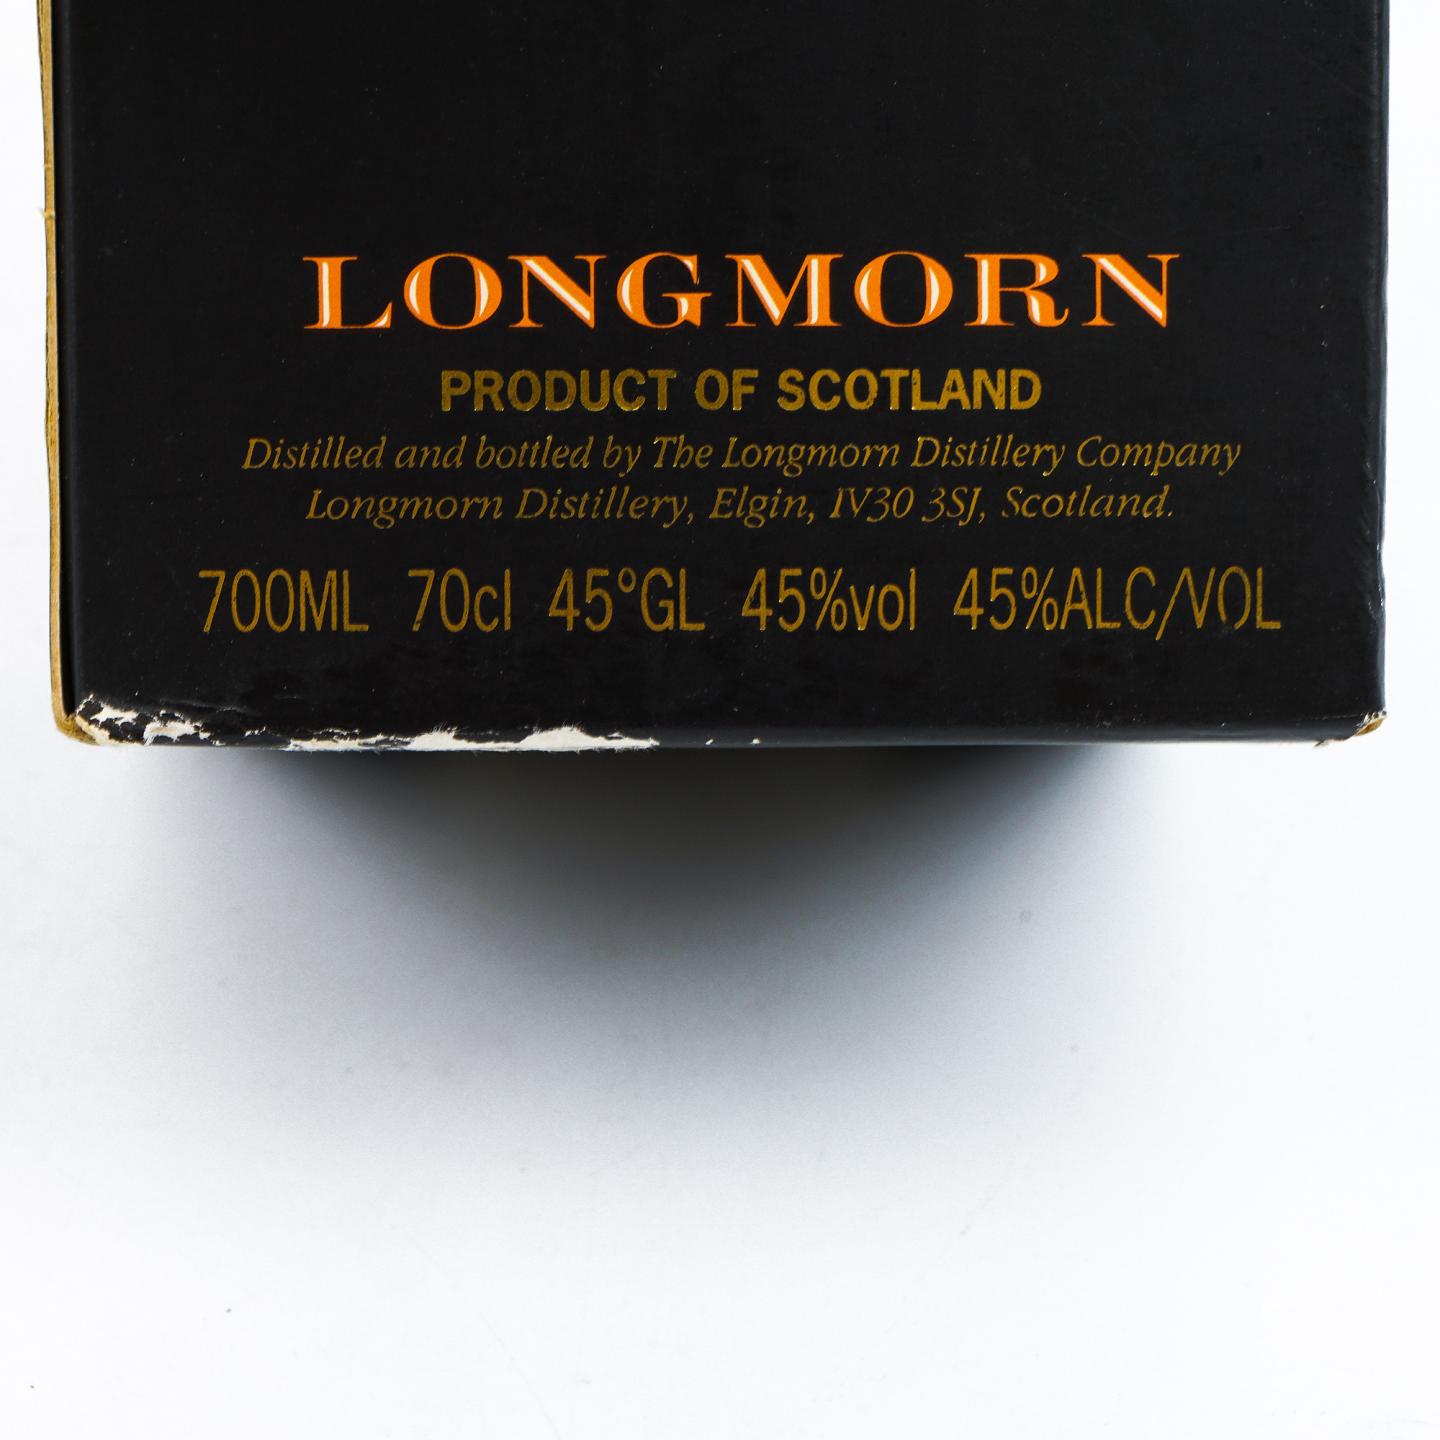 LONGMORN
PRODUCT OF SCOTLAND
Distilled and bottled by The Longmorn Distillery Company
Longmorn Distillery, Elgin, IV30 3SJ, Scotland.
700ML 70cl 45°GL 45%vol 45%ALC/VOL